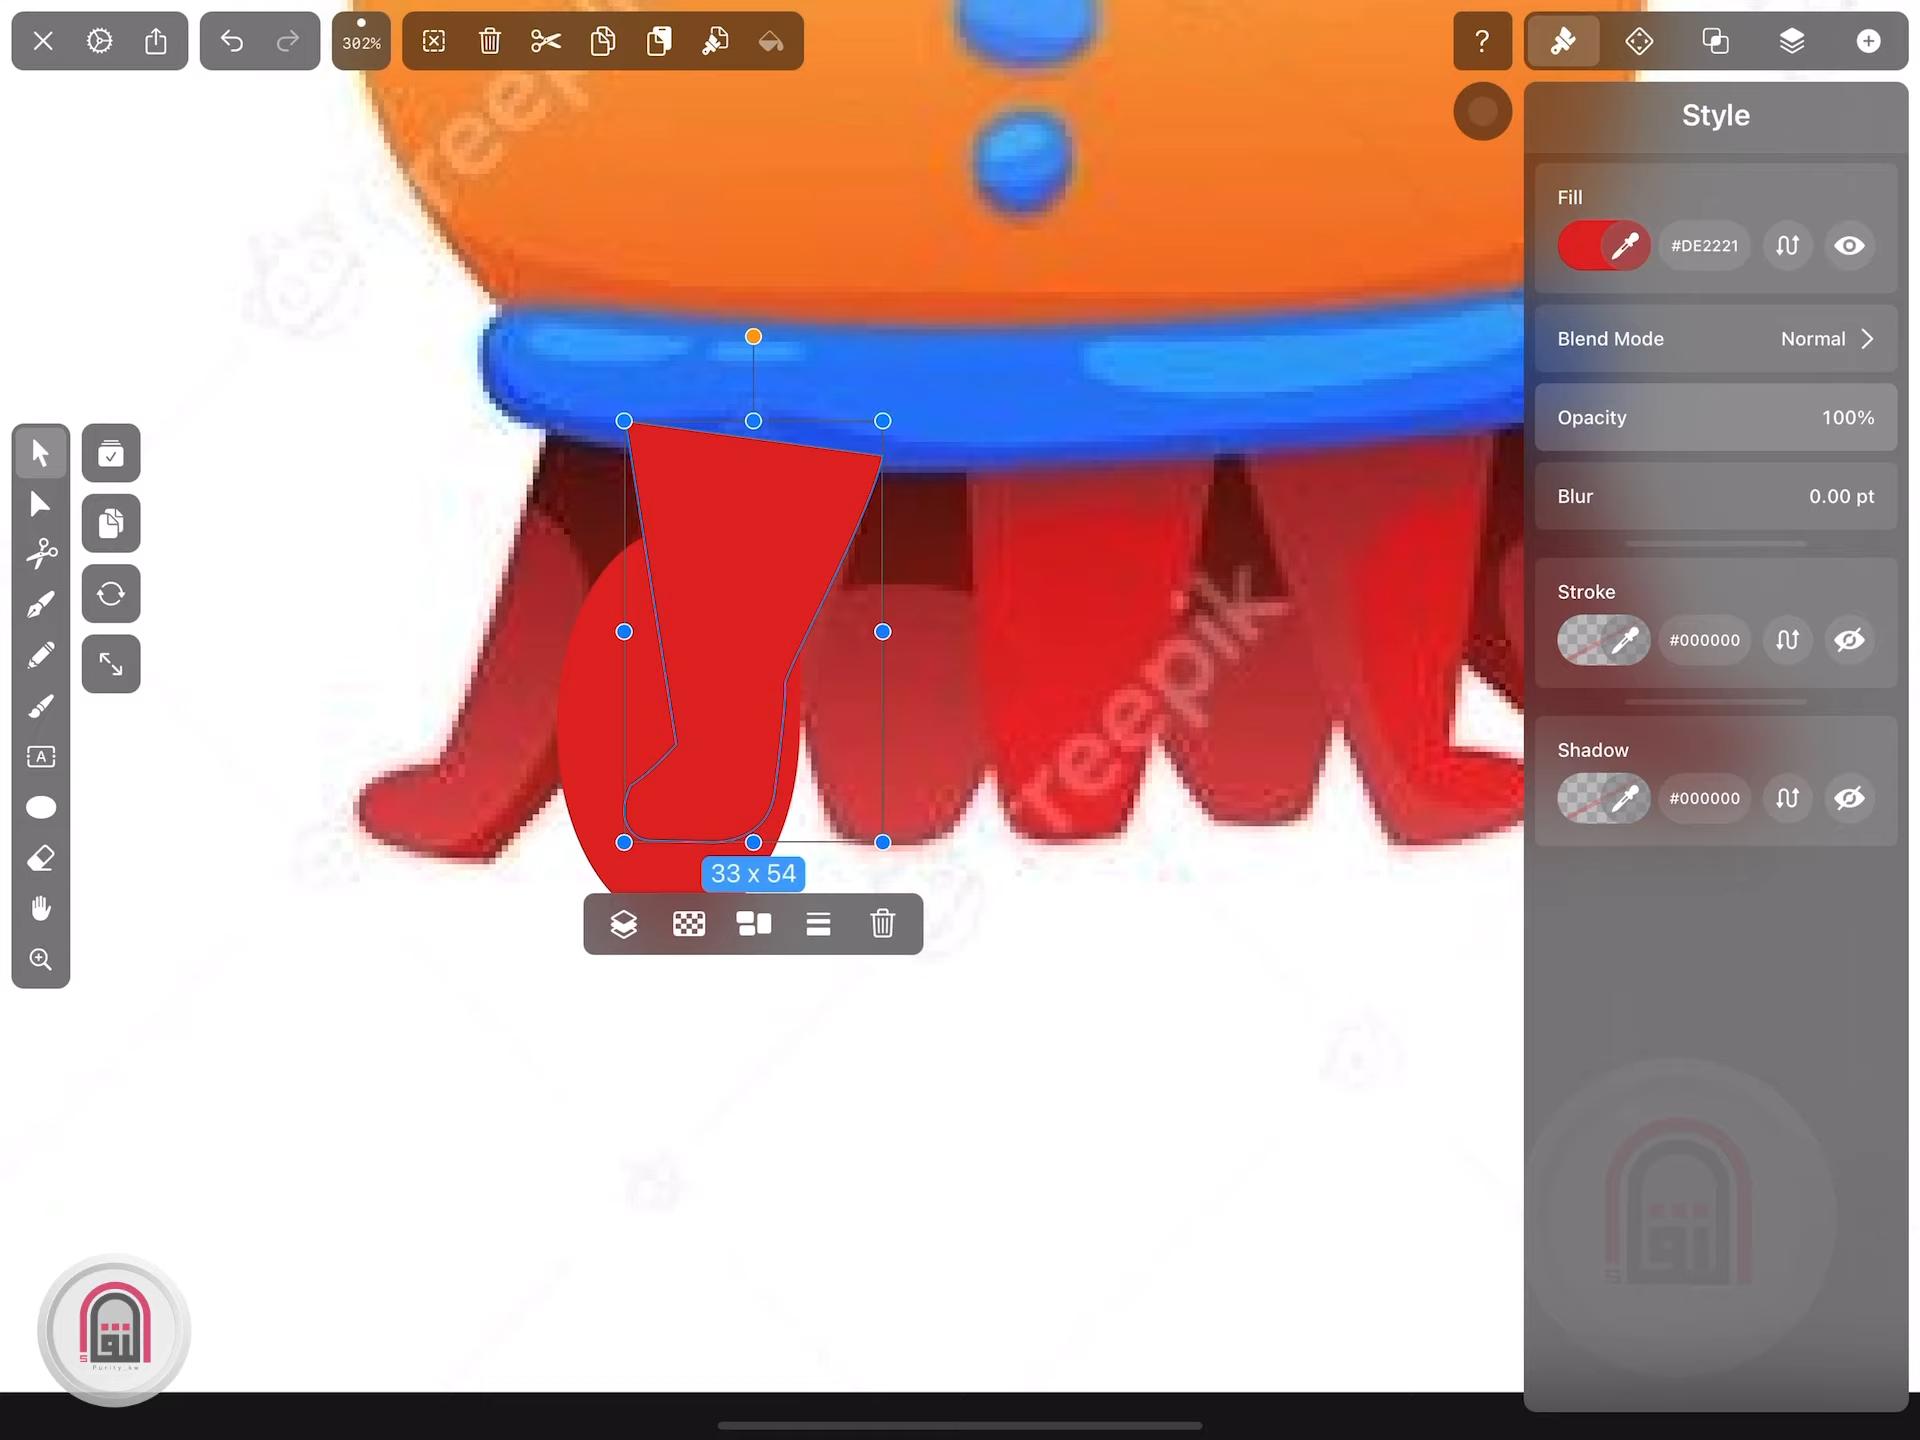 302%
?
Style
Fill
#DE2221
Blend Mode
Normal
Opacity
100%
Blur
0.00 pt
Stroke
#000000
Shadow
#000000
A
33 x 54
reepik
reepik
Purity_kw